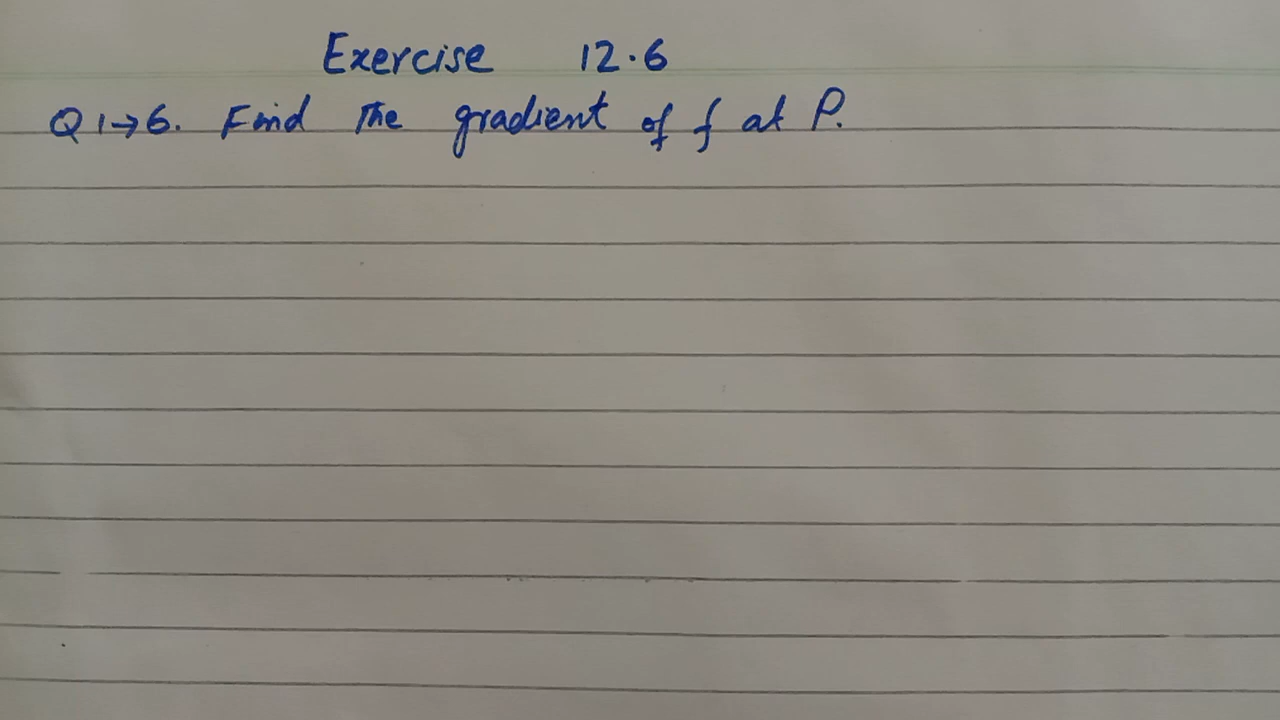 Exercise 12.6
Q 1→6. Find the gradient of f at P.